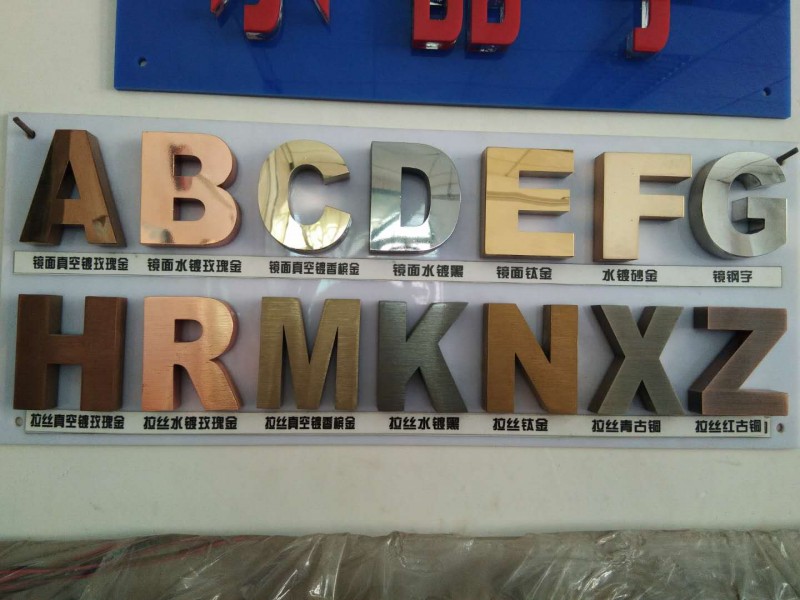 A B C D E F G
镜面真空镀玫瑰金 镜面水镀玫瑰金 镜面真空镀香槟金 镜面水镀黑 镜面钛金 水镀砂金 镜钢字
H R M K N X Z
拉丝真空镀玫瑰金 拉丝水镀玫瑰金 拉丝真空镀香槟金 拉丝水镀黑 拉丝钛金 拉丝青古铜 拉丝红古铜